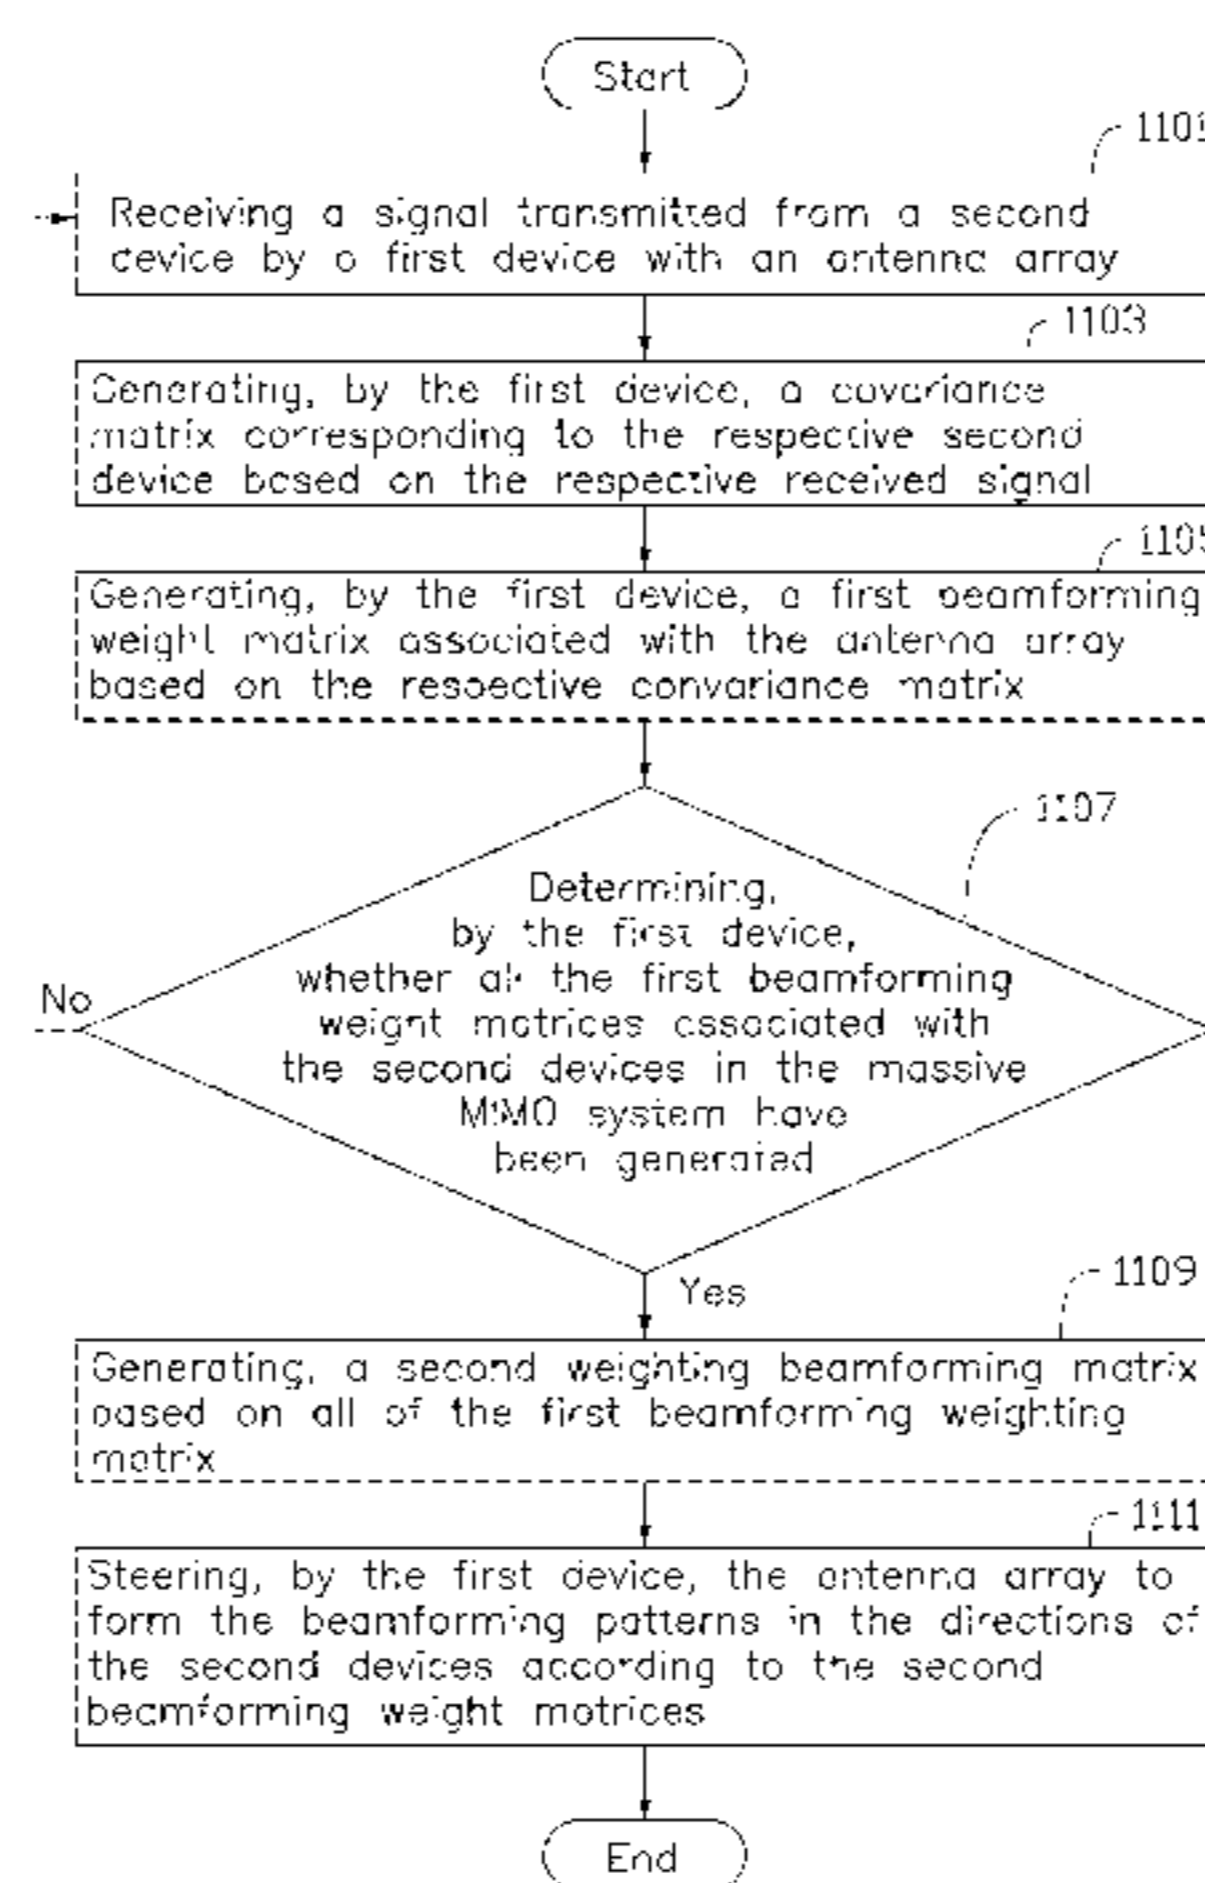 Start
1101
Receiving a signal transmitted from a second
device by a first device with an antenna array
1103
Generating, by the first device, a covariance
matrix corresponding to the respective second
device based on the respective received signal
1105
Generating, by the first device, a first beamforming
weight matrix associated with the antenna array
based on the respective convariance matrix
1107
Determining,
by the first device,
whether all the first beamforming
weight matrices associated with
the second devices in the massive
MIMO system have
been generated
No
Yes
1109
Generating, a second weighting beamforming matrix
based on all of the first beamforming weighting
matrix
1111
Steering, by the first device, the antenna array to
form the beamforming patterns in the directions of
the second devices according to the second
beamforming weight matrices
End